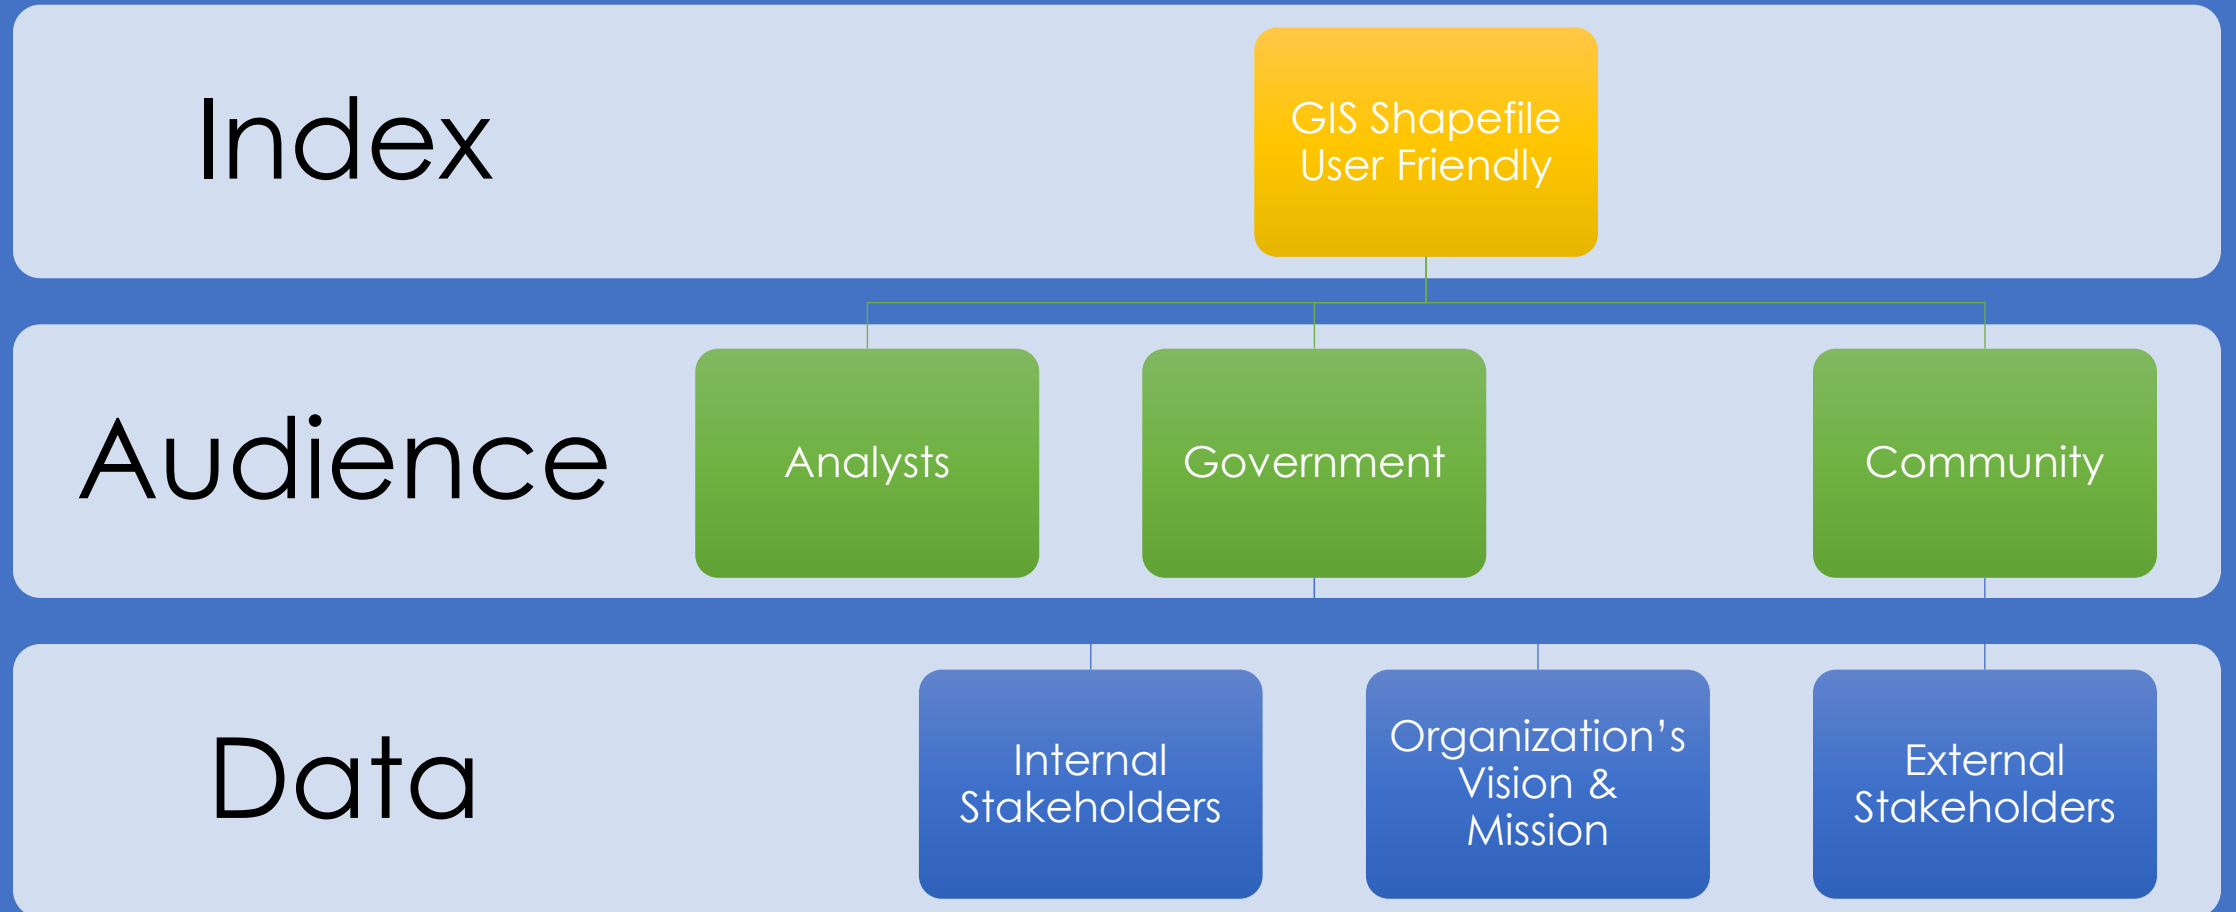 Index
GIS Shapefile
User Friendly
Audience
Analysts
Government
Community
Data
Internal
Stakeholders
Organization’s
Vision &
Mission
External
Stakeholders